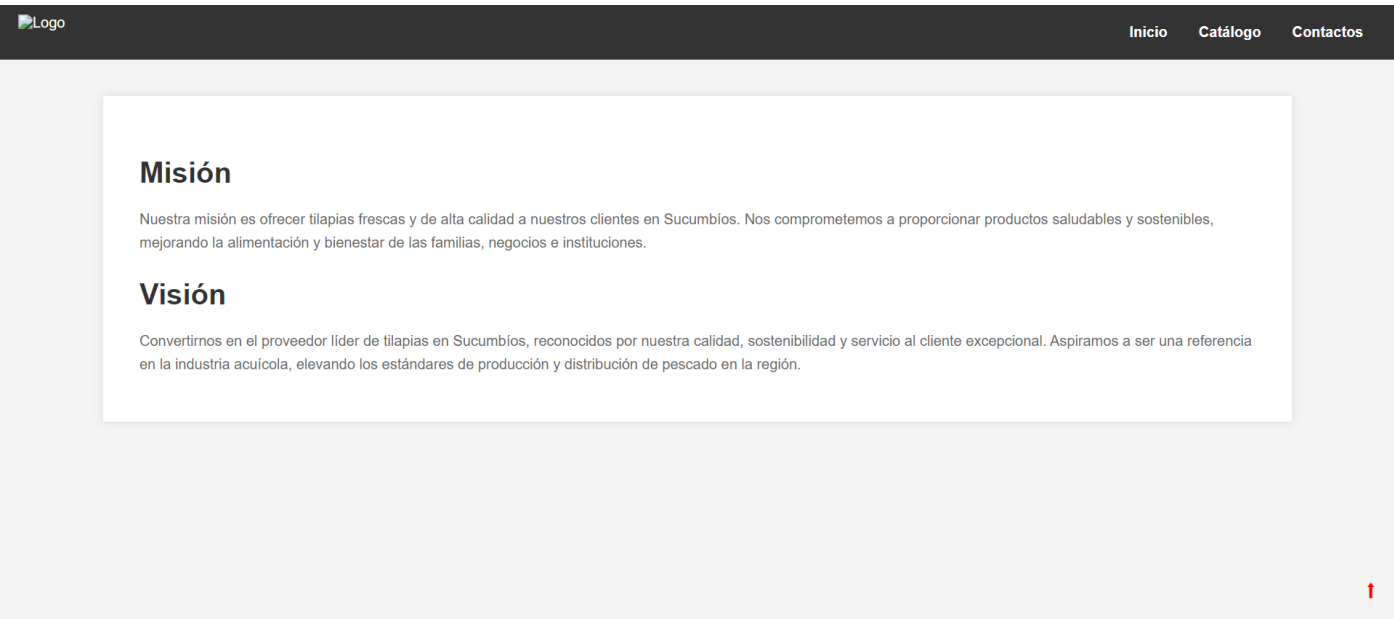 Logo
Inicio Catálogo Contactos
Misión
Nuestra misión es ofrecer tilapias frescas y de alta calidad a nuestros clientes en Sucumbíos. Nos comprometemos a proporcionar productos saludables y sostenibles,
mejorando la alimentación y bienestar de las familias, negocios e instituciones.
Visión
Convertirnos en el proveedor líder de tilapias en Sucumbíos, reconocidos por nuestra calidad, sostenibilidad y servicio al cliente excepcional. Aspiramos a ser una referencia
en la industria acuícola, elevando los estándares de producción y distribución de pescado en la región.